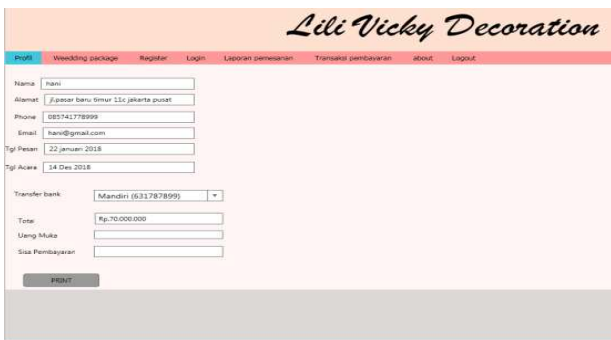 Lili Vicky Decoration
Profil Weedding package Register Login Laporan pemesanan Transaksi pembayaran about Logout
Nama hani
Alamat jl.pasar baru timur 11c jakarta pusat
Phone 085741778999
Email hani@gmail.com
Tgl Pesan 22 januari 2018
Tgl Acara 14 Des 2018
Transfer bank Mandiri (631787899)
Total Rp.70.000.000
Uang Muka
Sisa Pembayaran
PRINT